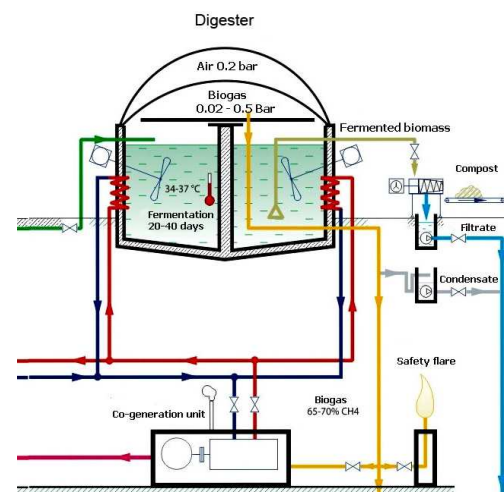 Digester
Air 0.2 bar
Biogas
0.02 - 0.5 Bar
Fermented biomass
34-37 °C
Fermentation
20-40 days
Compost
Filtrate
Condensate
Safety flare
Co-generation unit
Biogas
65-70% CH4